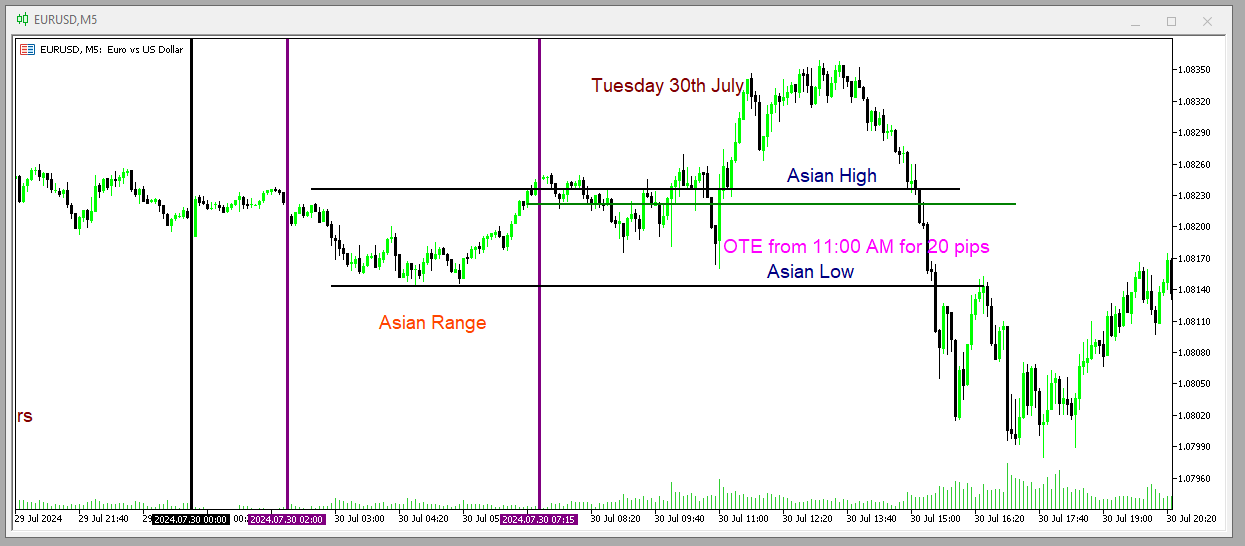 EURUSD,M5
EURUSD, M5: Euro vs US Dollar
Tuesday 30th July
Asian High
OTE from 11:00 AM for 20 pips
Asian Low
Asian Range
rs
1.08350
1.08320
1.08290
1.08260
1.08230
1.08200
1.08170
1.08140
1.08110
1.08080
1.08050
1.08020
1.07990
1.07960
29 Jul 2024 29 Jul 21:40 29 2024.07.30 00:00 00: 2024.07.30 02:00 30 Jul 03:00 30 Jul 04:20 30 Jul 05 2024.07.30 07:15 30 Jul 08:20 30 Jul 09:40 30 Jul 11:00 30 Jul 12:20 30 Jul 13:40 30 Jul 15:00 30 Jul 16:20 30 Jul 17:40 30 Jul 19:00 30 Jul 20:20